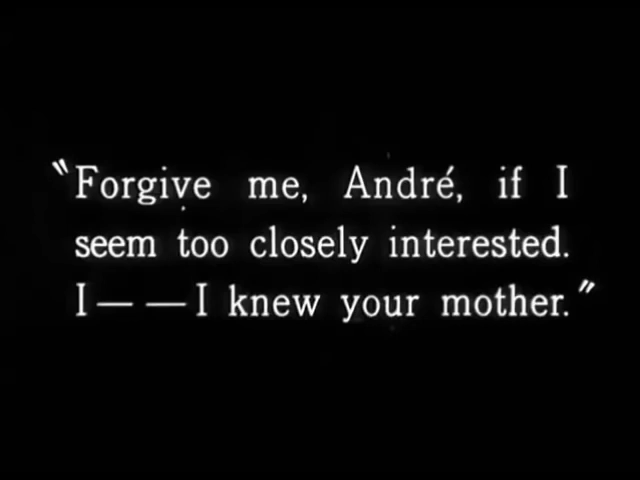 "Forgive me, André, if I
seem too closely interested.
I— —I knew your mother."